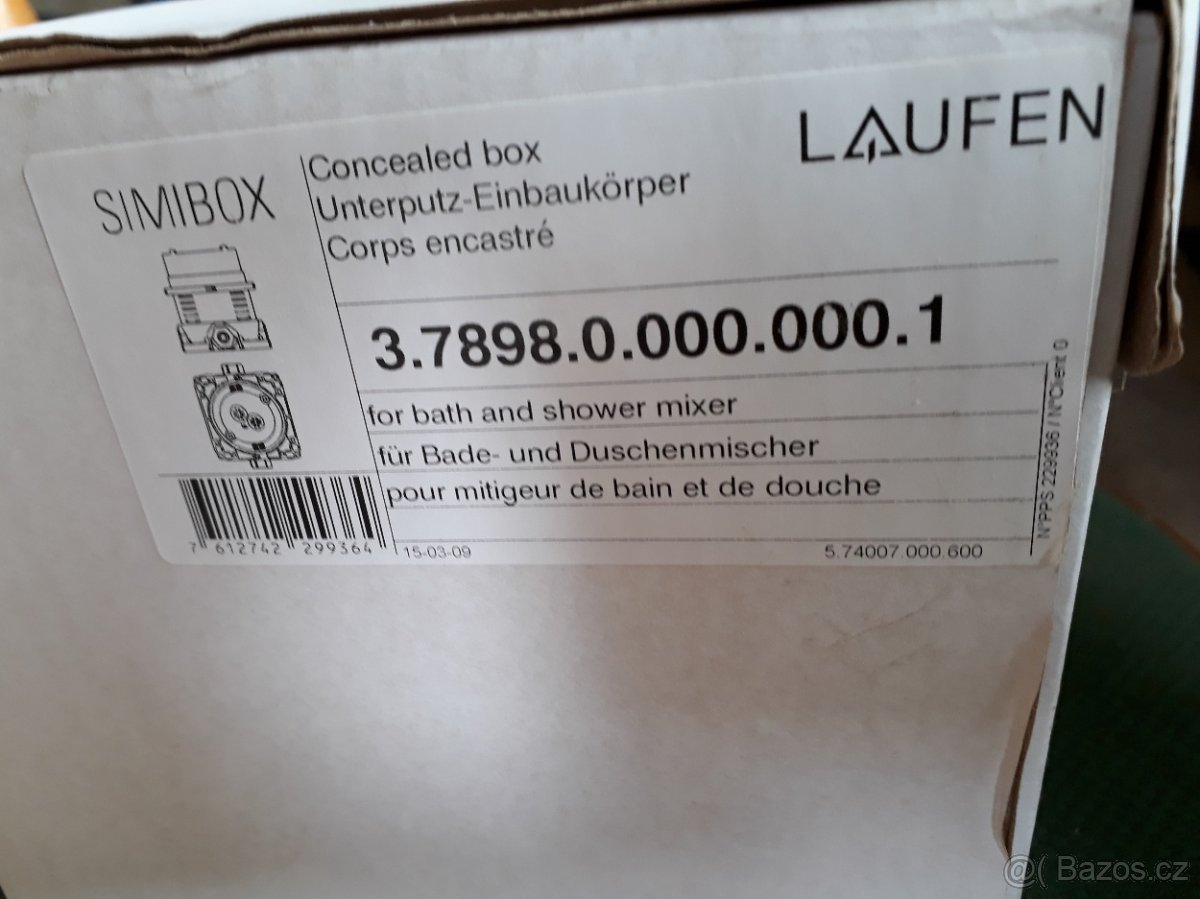 LAUFEN
SIMIBOX
Concealed box
Unterputz-Einbaukörper
Corps encastré
3.7898.0.000.000.1
for bath and shower mixer
für Bade- und Duschenmischer
pour mitigeur de bain et de douche
7 612742 299364
15-03-09
5.74007.000.600
N°PPS 229936 / N°Client 0
@( Bazos.cz